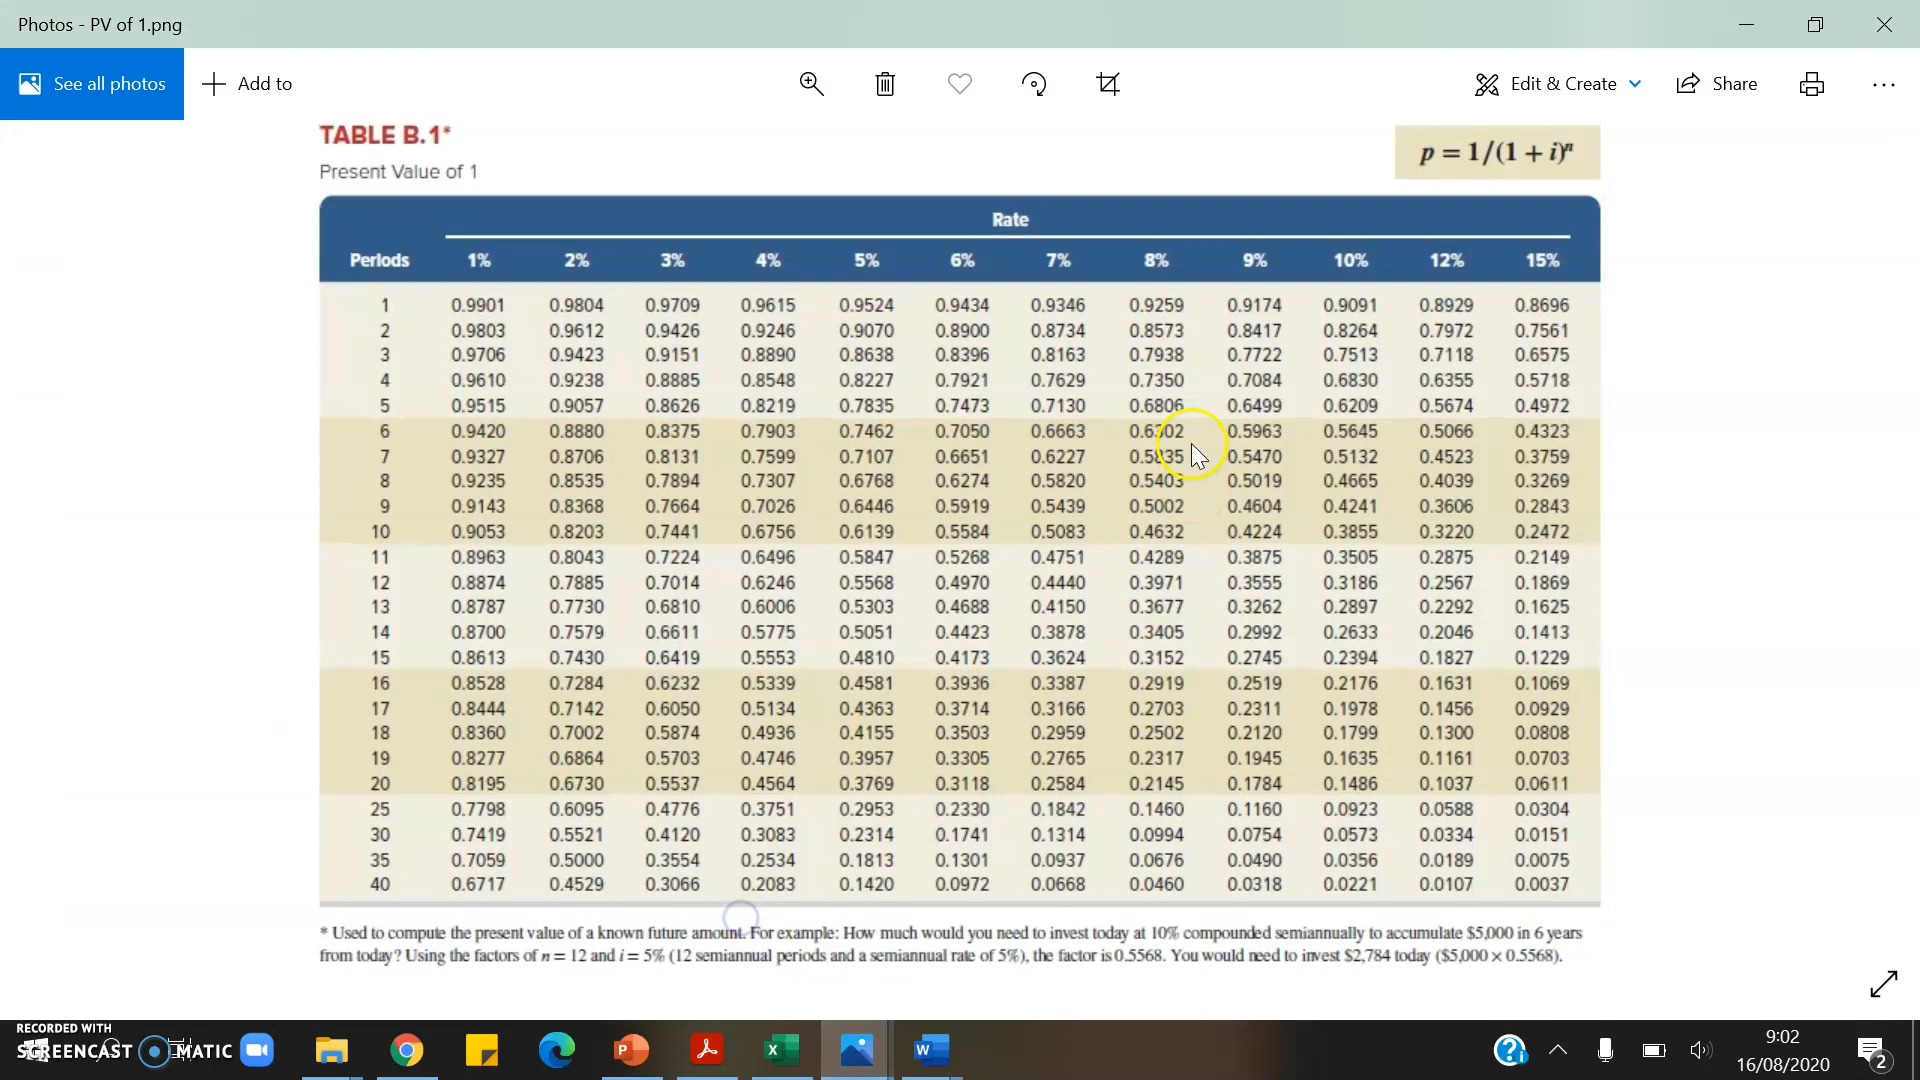 Photos - PV of 1.png
See all photos
Add to
Edit & Create
Share
TABLE B.1*
Present Value of 1
p = 1/(1 + i)ⁿ
Rate
Periods 1% 2% 3% 4% 5% 6% 7% 8% 9% 10% 12% 15%
1 0.9901 0.9804 0.9709 0.9615 0.9524 0.9434 0.9346 0.9259 0.9174 0.9091 0.8929 0.8696
2 0.9803 0.9612 0.9426 0.9246 0.9070 0.8900 0.8734 0.8573 0.8417 0.8264 0.7972 0.7561
3 0.9706 0.9423 0.9151 0.8890 0.8638 0.8396 0.8163 0.7938 0.7722 0.7513 0.7118 0.6575
4 0.9610 0.9238 0.8885 0.8548 0.8227 0.7921 0.7629 0.7350 0.7084 0.6830 0.6355 0.5718
5 0.9515 0.9057 0.8626 0.8219 0.7835 0.7473 0.7130 0.6806 0.6499 0.6209 0.5674 0.4972
6 0.9420 0.8880 0.8375 0.7903 0.7462 0.7050 0.6663 0.6302 0.5963 0.5645 0.5066 0.4323
7 0.9327 0.8706 0.8131 0.7599 0.7107 0.6651 0.6227 0.5835 0.5470 0.5132 0.4523 0.3759
8 0.9235 0.8535 0.7894 0.7307 0.6768 0.6274 0.5820 0.5403 0.5019 0.4665 0.4039 0.3269
9 0.9143 0.8368 0.7664 0.7026 0.6446 0.5919 0.5439 0.5002 0.4604 0.4241 0.3606 0.2843
10 0.9053 0.8203 0.7441 0.6756 0.6139 0.5584 0.5083 0.4632 0.4224 0.3855 0.3220 0.2472
11 0.8963 0.8043 0.7224 0.6496 0.5847 0.5268 0.4751 0.4289 0.3875 0.3505 0.2875 0.2149
12 0.8874 0.7885 0.7014 0.6246 0.5568 0.4970 0.4440 0.3971 0.3555 0.3186 0.2567 0.1869
13 0.8787 0.7730 0.6810 0.6006 0.5303 0.4688 0.4150 0.3677 0.3262 0.2897 0.2292 0.1625
14 0.8700 0.7579 0.6611 0.5775 0.5051 0.4423 0.3878 0.3405 0.2992 0.2633 0.2046 0.1413
15 0.8613 0.7430 0.6419 0.5553 0.4810 0.4173 0.3624 0.3152 0.2745 0.2394 0.1827 0.1229
16 0.8528 0.7284 0.6232 0.5339 0.4581 0.3936 0.3387 0.2919 0.2519 0.2176 0.1631 0.1069
17 0.8444 0.7142 0.6050 0.5134 0.4363 0.3714 0.3166 0.2703 0.2311 0.1978 0.1456 0.0929
18 0.8360 0.7002 0.5874 0.4936 0.4155 0.3503 0.2959 0.2502 0.2120 0.1799 0.1300 0.0808
19 0.8277 0.6864 0.5703 0.4746 0.3957 0.3305 0.2765 0.2317 0.1945 0.1635 0.1161 0.0703
20 0.8195 0.6730 0.5537 0.4564 0.3769 0.3118 0.2584 0.2145 0.1784 0.1486 0.1037 0.0611
25 0.7798 0.6095 0.4776 0.3751 0.2953 0.2330 0.1842 0.1460 0.1160 0.0923 0.0588 0.0304
30 0.7419 0.5521 0.4120 0.3083 0.2314 0.1741 0.1314 0.0994 0.0754 0.0573 0.0334 0.0151
35 0.7059 0.5000 0.3554 0.2534 0.1813 0.1301 0.0937 0.0676 0.0490 0.0356 0.0189 0.0075
40 0.6717 0.4529 0.3066 0.2083 0.1420 0.0972 0.0668 0.0460 0.0318 0.0221 0.0107 0.0037
* Used to compute the present value of a known future amount. For example: How much would you need to invest today at 10% compounded semiannually to accumulate $5,000 in 6 years
from today? Using the factors of n = 12 and i = 5% (12 semiannual periods and a semiannual rate of 5%), the factor is 0.5568. You would need to invest $2,784 today ($5,000 × 0.5568).
RECORDED WITH
SCREENCAST MATIC
P
X
W
9:02
16/08/2020
2